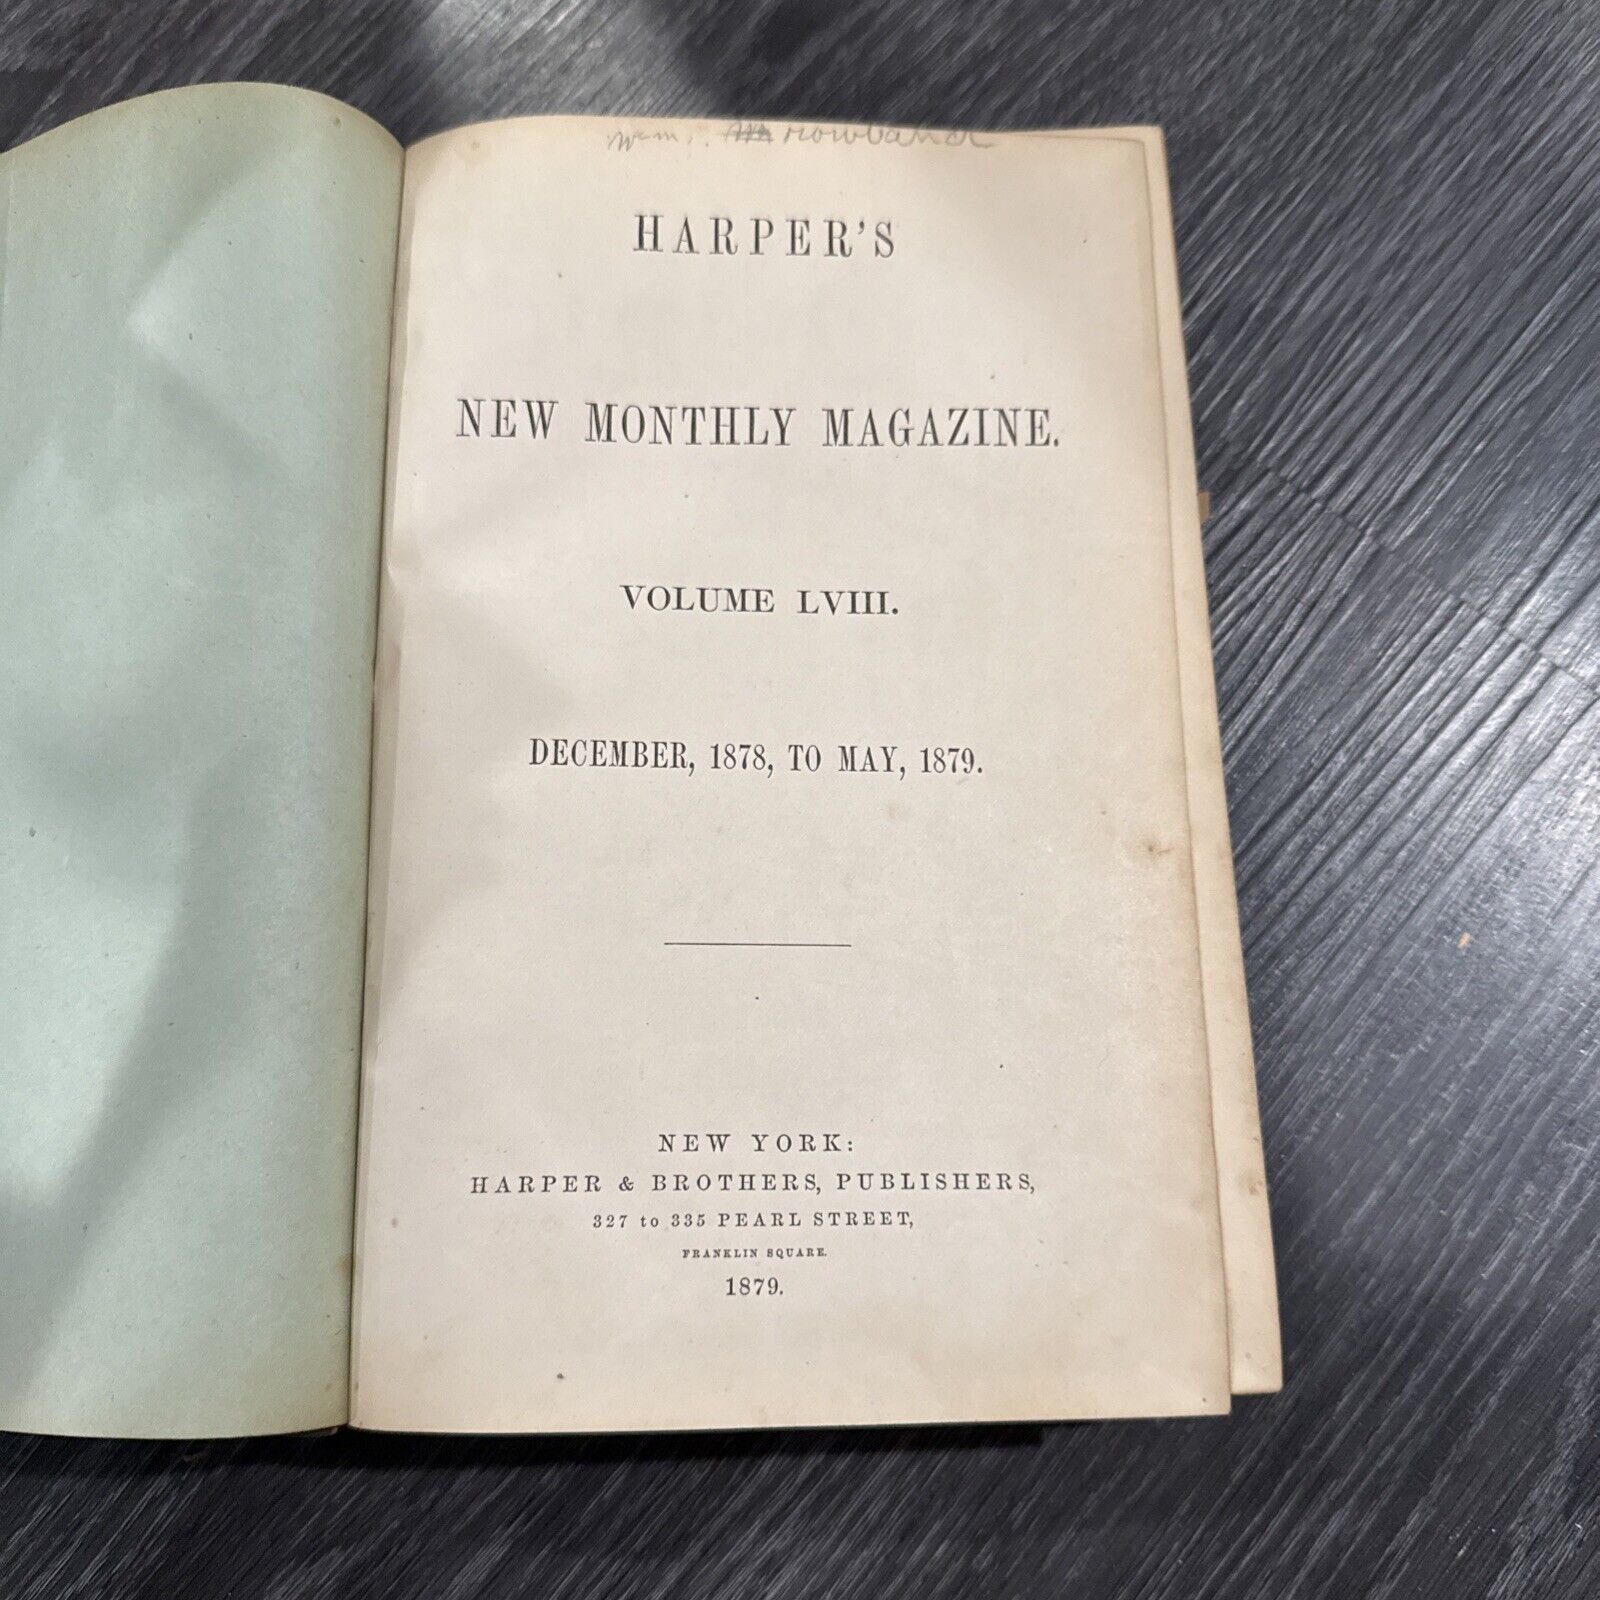 HARPER'S
NEW MONTHLY MAGAZINE.
VOLUME LVIII.
DECEMBER, 1878, TO MAY, 1879.
NEW YORK:
HARPER & BROTHERS, PUBLISHERS,
327 to 335 PEARL STREET,
FRANKLIN SQUARE.
1879.